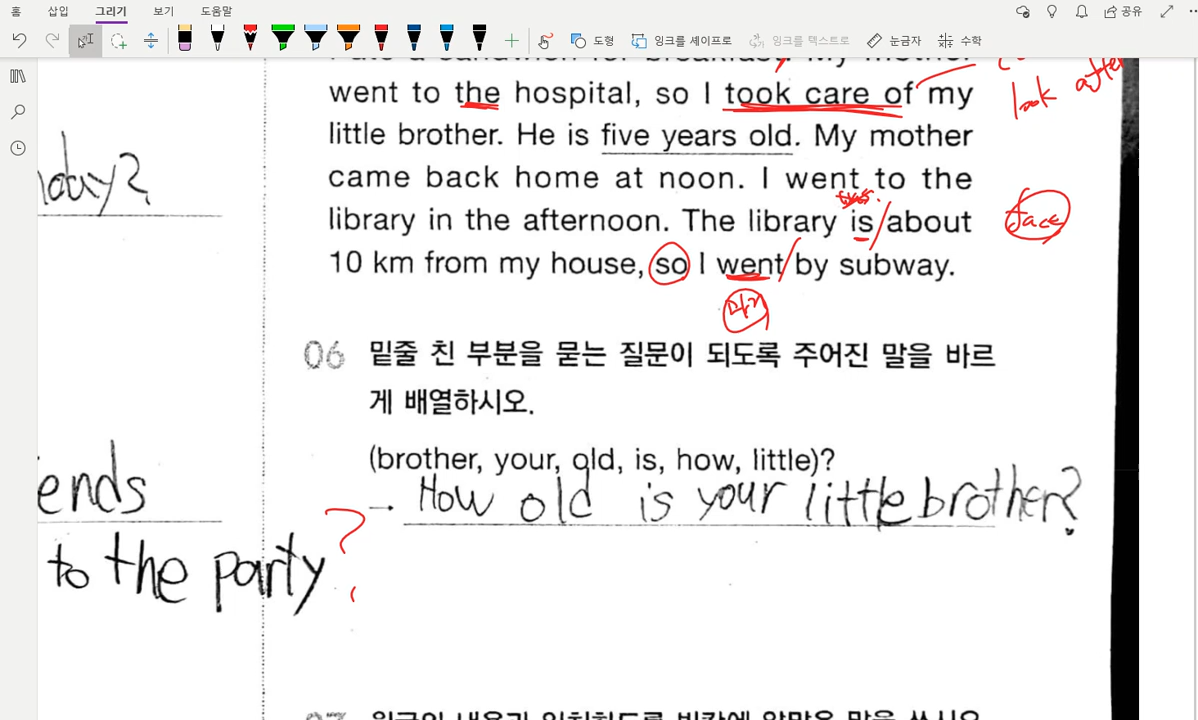 홈 삽입 그리기 보기 도움말 공유
도형 잉크를 셰이프로 잉크를 텍스트로 눈금자 수학
went to the hospital, so I took care of my
look after
little brother. He is five years old. My mother
nday?
came back home at noon. I went to the
library in the afternoon. The library is about
10 km from my house, so I went by subway.
06 밑줄 친 부분을 묻는 질문이 되도록 주어진 말을 바르
게 배열하시오.
(brother, your, old, is, how, little)?
ends
→ How old is your little brother?
to the party?